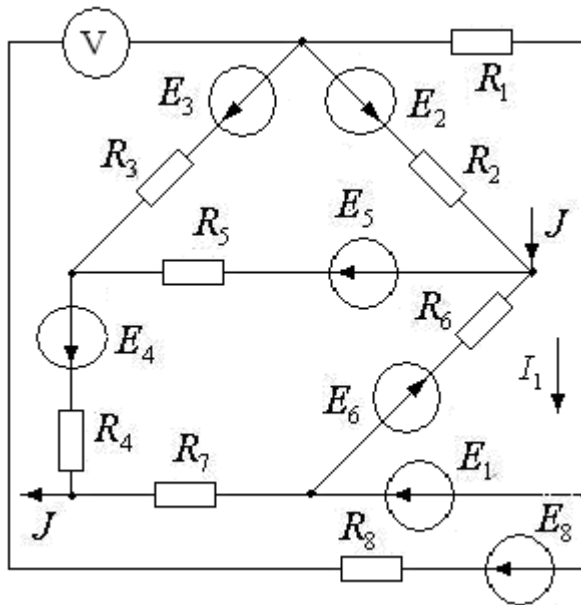 V
R₁
E₃
E₂
R₃
R₂
E₅
J
R₅
R₆
E₄
I₁
E₆
R₄
R₇
E₁
J
R₈
E₈